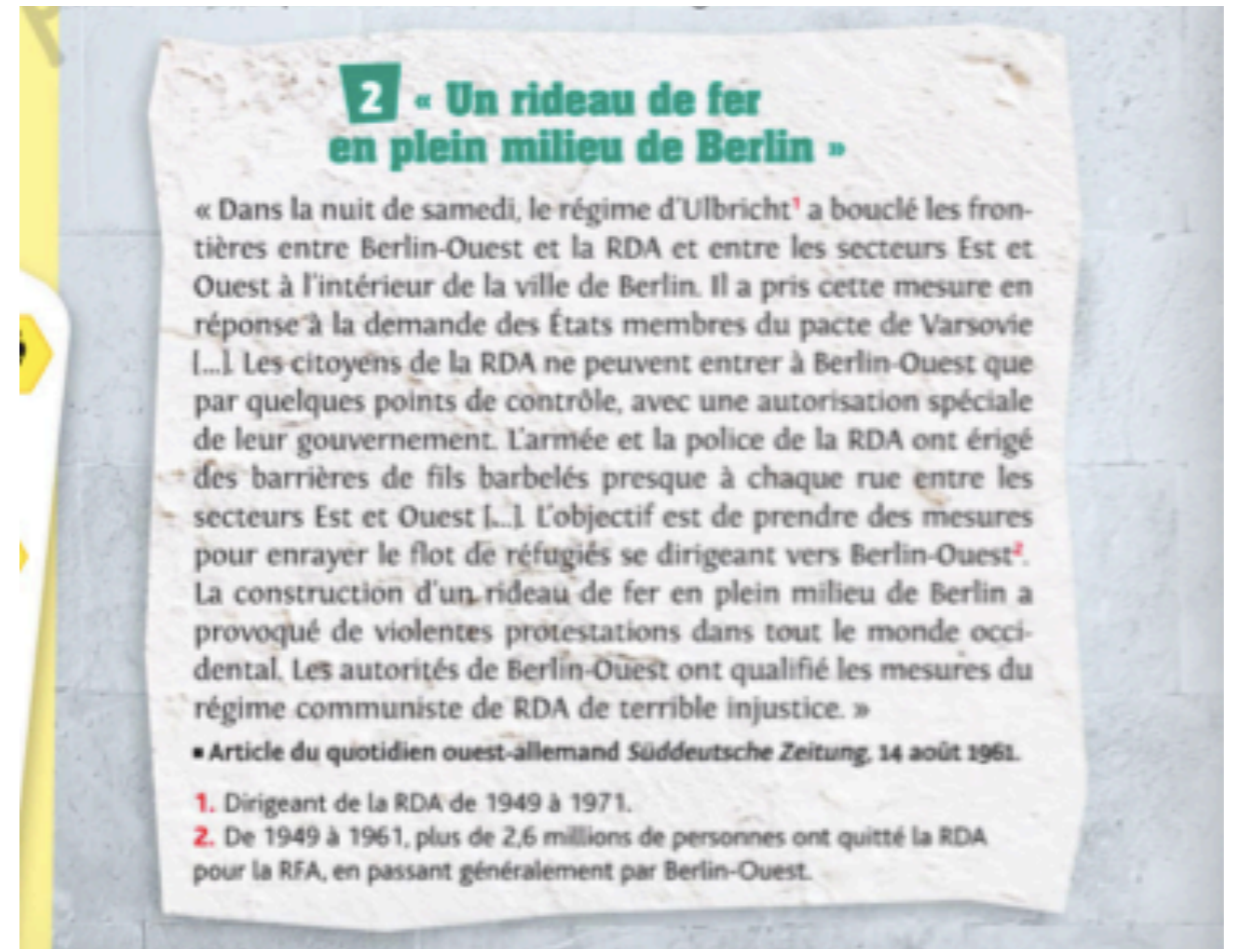 2 « Un rideau de fer
en plein milieu de Berlin »
« Dans la nuit de samedi, le régime d'Ulbricht¹ a bouclé les fron-
tières entre Berlin-Ouest et la RDA et entre les secteurs Est et
Ouest à l'intérieur de la ville de Berlin. Il a pris cette mesure en
réponse à la demande des États membres du pacte de Varsovie
[...]. Les citoyens de la RDA ne peuvent entrer à Berlin-Ouest que
par quelques points de contrôle, avec une autorisation spéciale
de leur gouvernement. L'armée et la police de la RDA ont érigé
des barrières de fils barbelés presque à chaque rue entre les
secteurs Est et Ouest [...]. L'objectif est de prendre des mesures
pour enrayer le flot de réfugiés se dirigeant vers Berlin-Ouest².
La construction d'un rideau de fer en plein milieu de Berlin a
provoqué de violentes protestations dans tout le monde occi-
dental. Les autorités de Berlin-Ouest ont qualifié les mesures du
régime communiste de RDA de terrible injustice. »
▪ Article du quotidien ouest-allemand Süddeutsche Zeitung, 14 août 1961.
1. Dirigeant de la RDA de 1949 à 1971.
2. De 1949 à 1961, plus de 2,6 millions de personnes ont quitté la RDA
pour la RFA, en passant généralement par Berlin-Ouest.